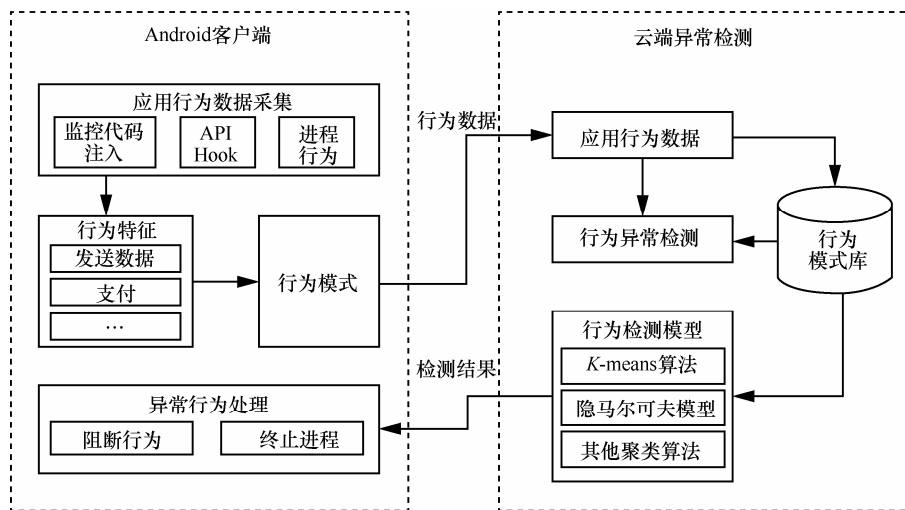 Android客户端
应用行为数据采集
监控代码
注入
API
Hook
进程
行为
行为特征
发送数据
支付
…
行为模式
异常行为处理
阻断行为
终止进程
行为数据
检测结果
云端异常检测
应用行为数据
行为异常检测
行为
模式库
行为检测模型
K-means算法
隐马尔可夫模型
其他聚类算法